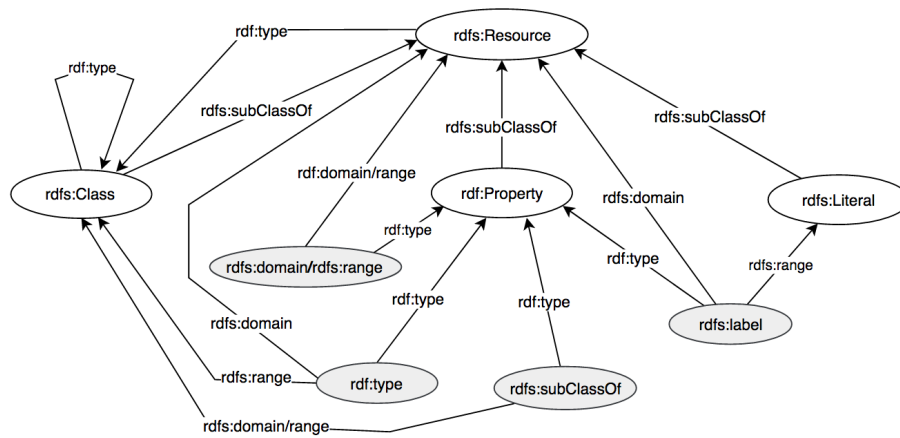 rdf:type
rdfs:Resource
rdf:type
rdfs:subClassOf
rdfs:subClassOf
rdfs:subClassOf
rdf:domain/range
rdfs:Class
rdf:Property
rdfs:domain
rdfs:Literal
rdf:type
rdfs:domain/rdfs:range
rdf:type
rdfs:range
rdf:type
rdf:type
rdfs:domain
rdfs:label
rdfs:range
rdf:type
rdfs:subClassOf
rdfs:domain/range